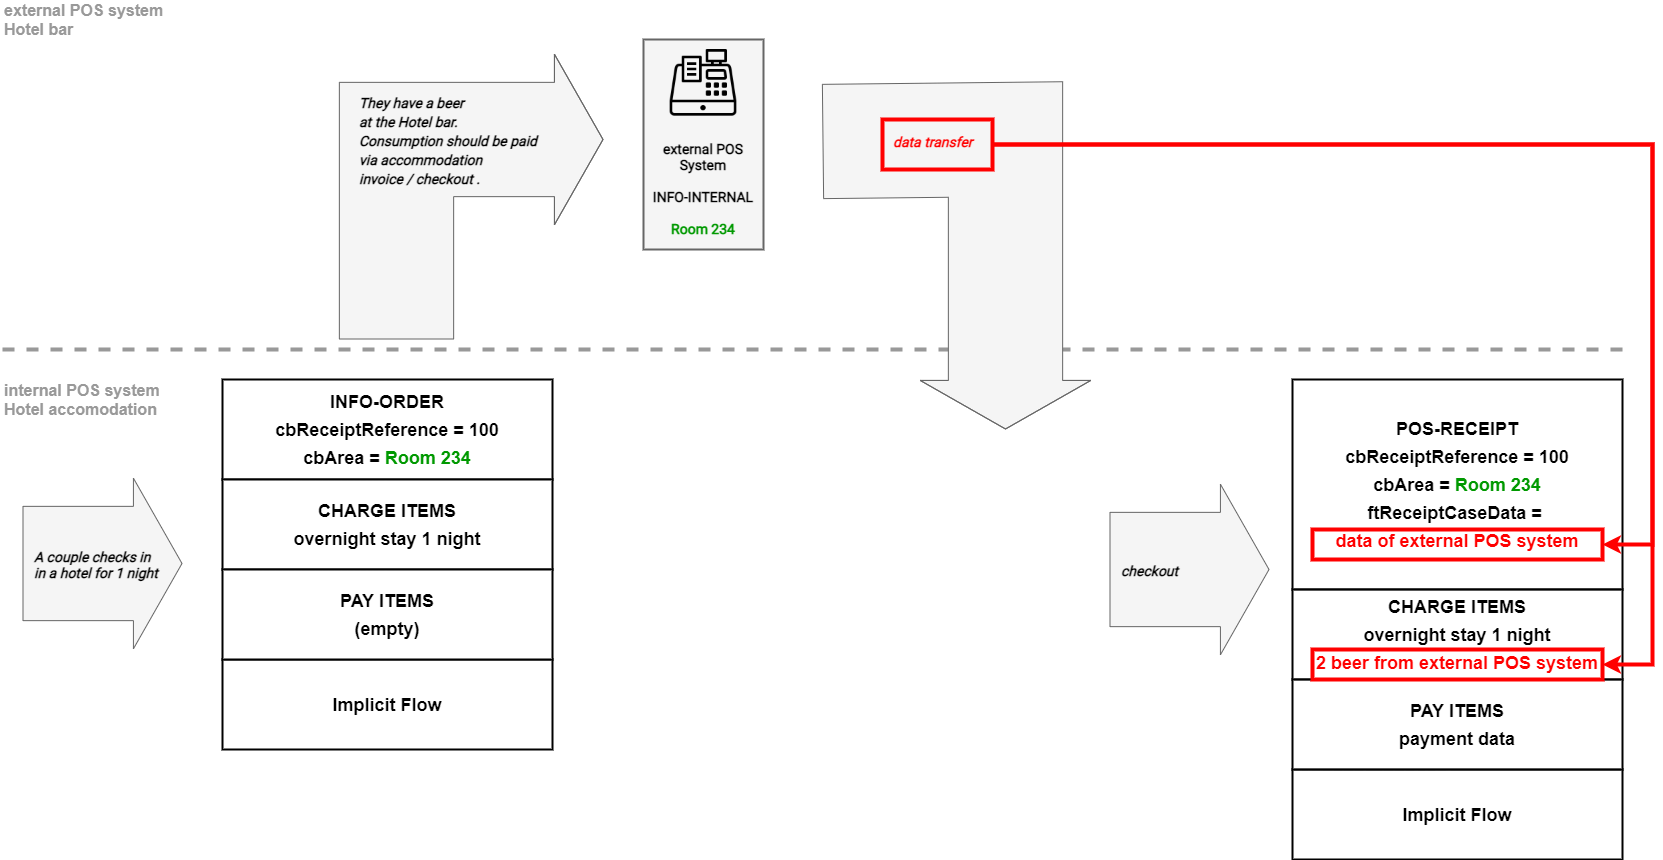 external POS system
Hotel bar
They have a beer
at the Hotel bar.
Consumption should be paid
via accommodation
invoice / checkout .
external POS
System
INFO-INTERNAL
Room 234
data transfer
internal POS system
Hotel accomodation
A couple checks in
in a hotel for 1 night
INFO-ORDER
cbReceiptReference = 100
cbArea = Room 234
CHARGE ITEMS
overnight stay 1 night
PAY ITEMS
(empty)
Implicit Flow
checkout
POS-RECEIPT
cbReceiptReference = 100
cbArea = Room 234
ftReceiptCaseData =
data of external POS system
CHARGE ITEMS
overnight stay 1 night
2 beer from external POS system
PAY ITEMS
payment data
Implicit Flow